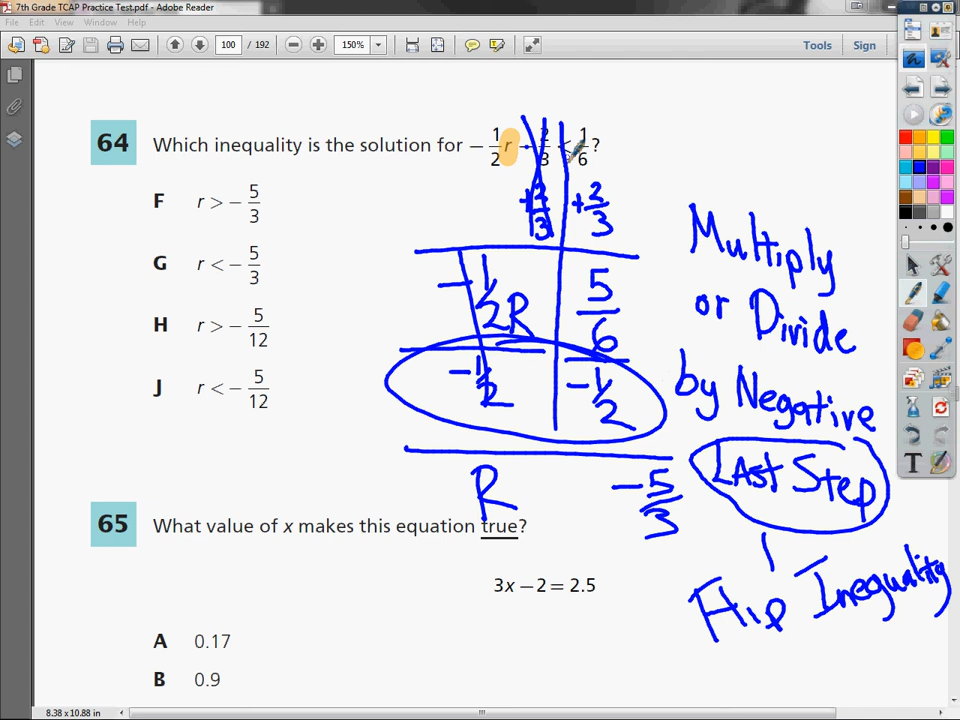 7th Grade TCAP Practice Test.pdf - Adobe Reader
File Edit View Window Help
100 / 192 150% Tools Sign
64 Which inequality is the solution for − 1/2 r − 2/3 < 1/6 ?
+ 2/3 + 2/3
F r > − 5/3
G r < − 5/3
H r > − 5/12
J r < − 5/12
− 1/2 R 5/6
− 1/2 − 1/2
R − 5/3
Multiply
or Divide
by Negative
LAst Step
Flip Inequality
65 What value of x makes this equation true?
3x − 2 = 2.5
A 0.17
B 0.9
8.38 x 10.88 in
T